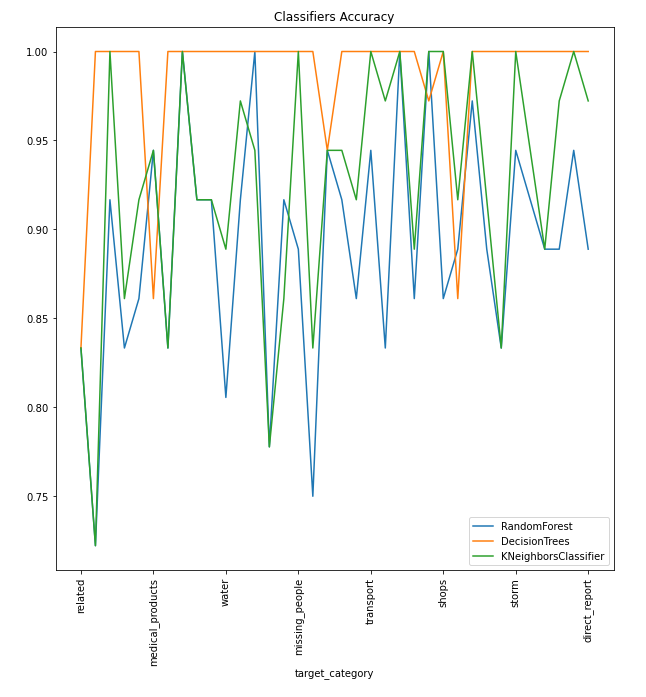 Classifiers Accuracy
1.00
0.95
0.90
0.85
0.80
0.75
RandomForest
DecisionTrees
KNeighborsClassifier
related
medical_products
water
missing_people
transport
shops
storm
direct_report
target_category